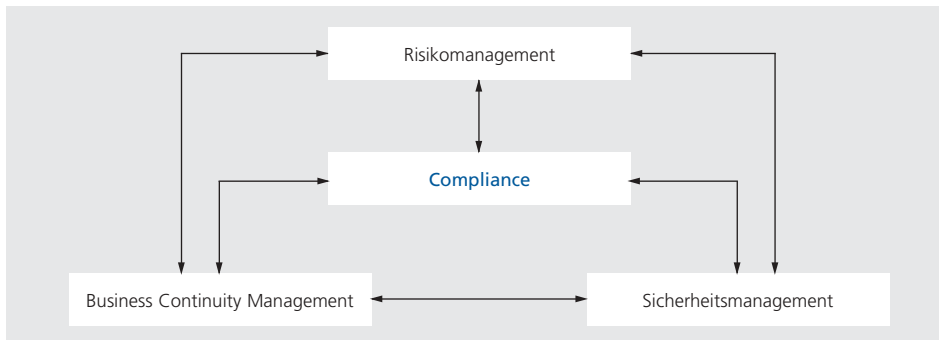 Risikomanagement
Compliance
Business Continuity Management
Sicherheitsmanagement